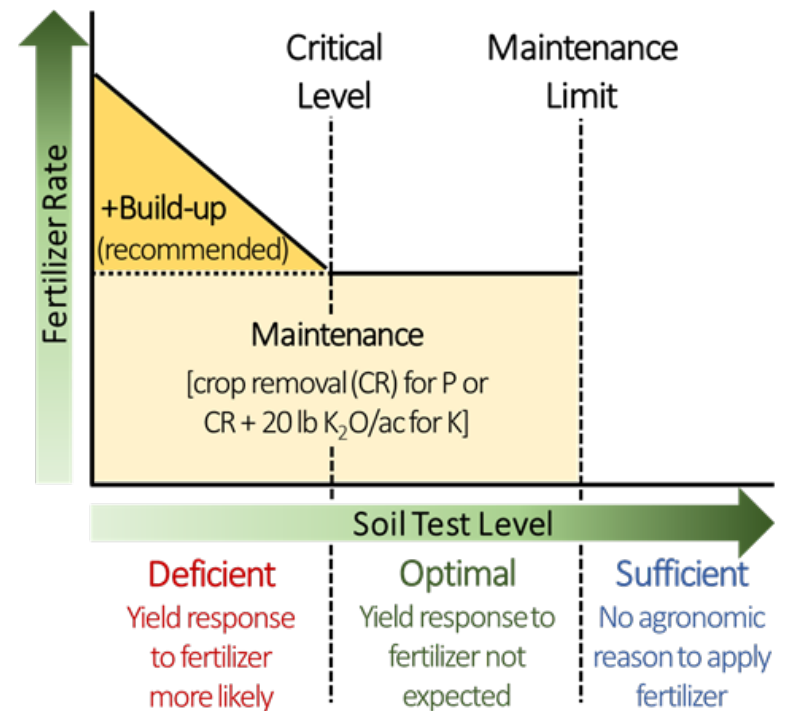 Fertilizer Rate
Critical
Level
Maintenance
Limit
+Build-up
(recommended)
Maintenance
[crop removal (CR) for P or
CR + 20 lb K₂O/ac for K]
Soil Test Level
Deficient
Yield response
to fertilizer
more likely
Optimal
Yield response to
fertilizer not
expected
Sufficient
No agronomic
reason to apply
fertilizer